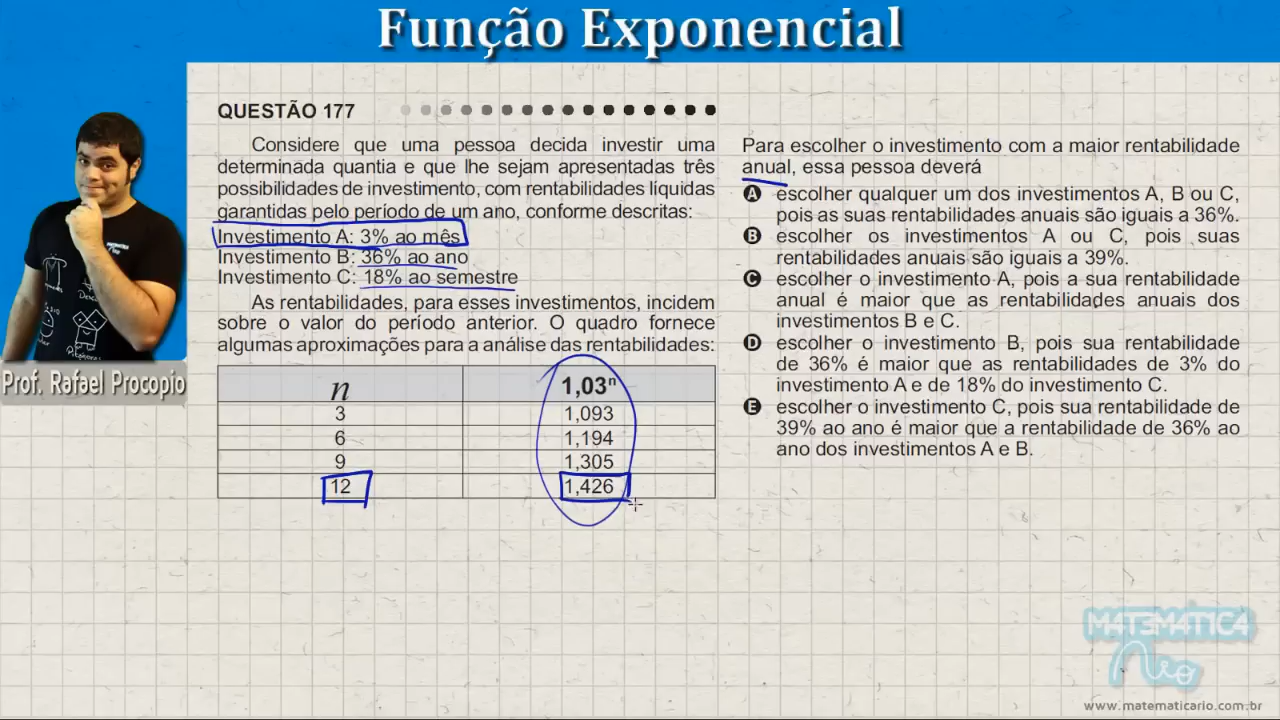 Função Exponencial
QUESTÃO 177
Considere que uma pessoa decida investir uma
determinada quantia e que lhe sejam apresentadas três
possibilidades de investimento, com rentabilidades líquidas
garantidas pelo período de um ano, conforme descritas:
Investimento A: 3% ao mês
Investimento B: 36% ao ano
Investimento C: 18% ao semestre
As rentabilidades, para esses investimentos, incidem
sobre o valor do período anterior. O quadro fornece
algumas aproximações para a análise das rentabilidades:
n 1,03ⁿ
3 1,093
6 1,194
9 1,305
12 1,426
Para escolher o investimento com a maior rentabilidade
anual, essa pessoa deverá
A escolher qualquer um dos investimentos A, B ou C,
pois as suas rentabilidades anuais são iguais a 36%.
B escolher os investimentos A ou C, pois suas
rentabilidades anuais são iguais a 39%.
C escolher o investimento A, pois a sua rentabilidade
anual é maior que as rentabilidades anuais dos
investimentos B e C.
D escolher o investimento B, pois sua rentabilidade
de 36% é maior que as rentabilidades de 3% do
investimento A e de 18% do investimento C.
E escolher o investimento C, pois sua rentabilidade de
39% ao ano é maior que a rentabilidade de 36% ao
ano dos investimentos A e B.
Prof. Rafael Procopio
MATEMÁTICA
Rio
www.matematicario.com.br